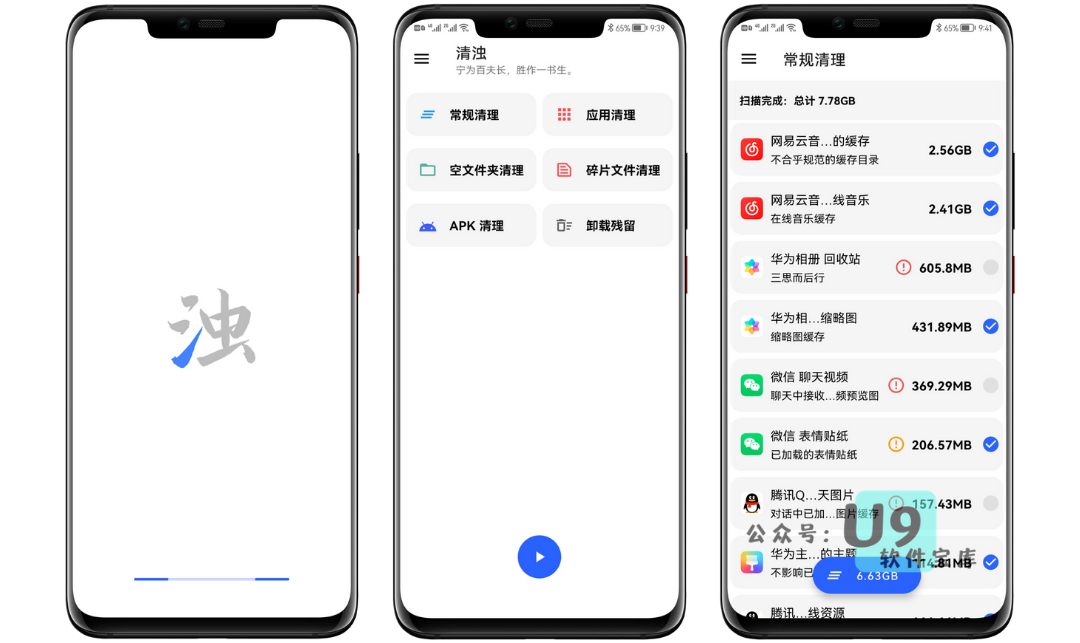 浊
65% 9:39
清浊
宁为百夫长，胜作一书生。
常规清理
应用清理
空文件夹清理
碎片文件清理
APK 清理
卸载残留
65% 9:41
常规清理
扫描完成：总计 7.78GB
网易云音…的缓存
不合乎规范的缓存目录
2.56GB
网易云音…线音乐
在线音乐缓存
2.41GB
华为相册 回收站
三思而后行
605.8MB
华为相…缩略图
缩略图缓存
431.89MB
微信 聊天视频
聊天中接收…频预览图
369.29MB
微信 表情贴纸
已加载的表情贴纸
206.57MB
腾讯Q…天图片
对话中已加…图片缓存
157.43MB
公众号：U9
软件宝库
华为主…的主题
不影响已
174.81MB
6.63GB
腾讯…线资源